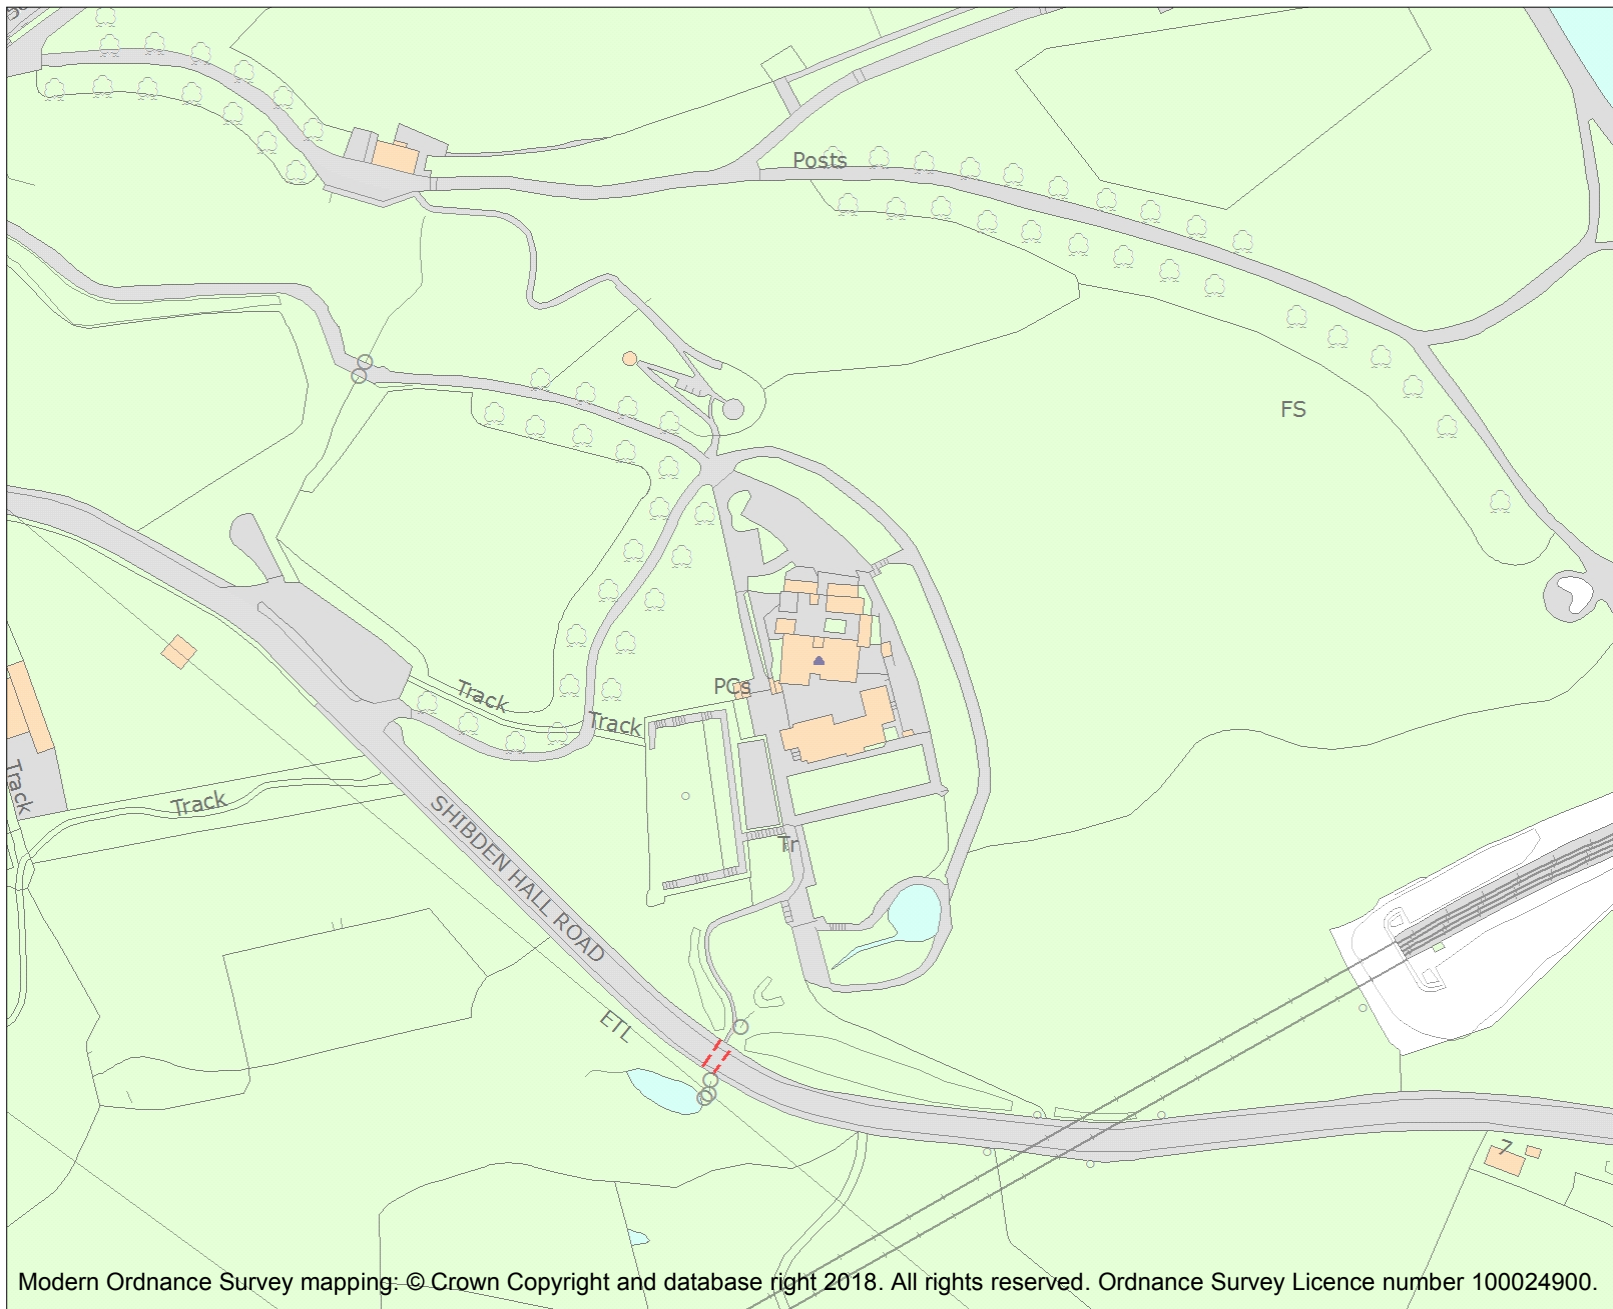 Posts
FS
Track
PCs
Track
Track
Track
SHIBDEN HALL ROAD
Tr
ETL
7
Modern Ordnance Survey mapping: © Crown Copyright and database right 2018. All rights reserved. Ordnance Survey Licence number 100024900.